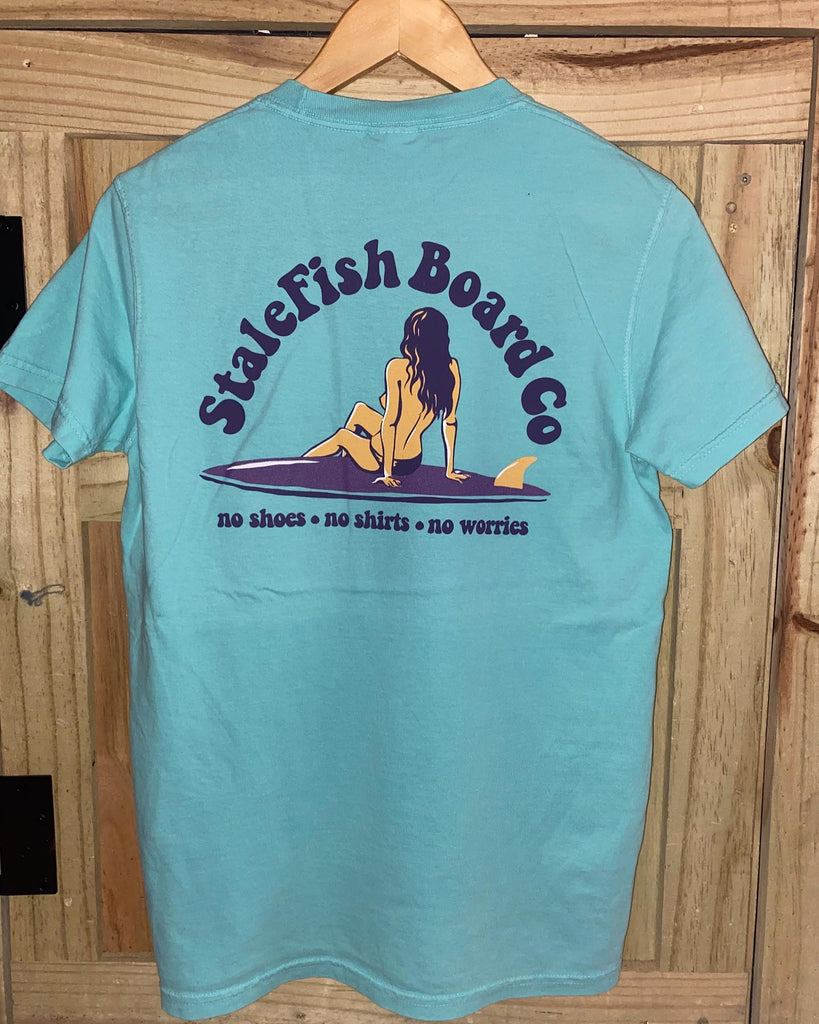 StaleFish Board Co
no shoes • no shirts • no worries